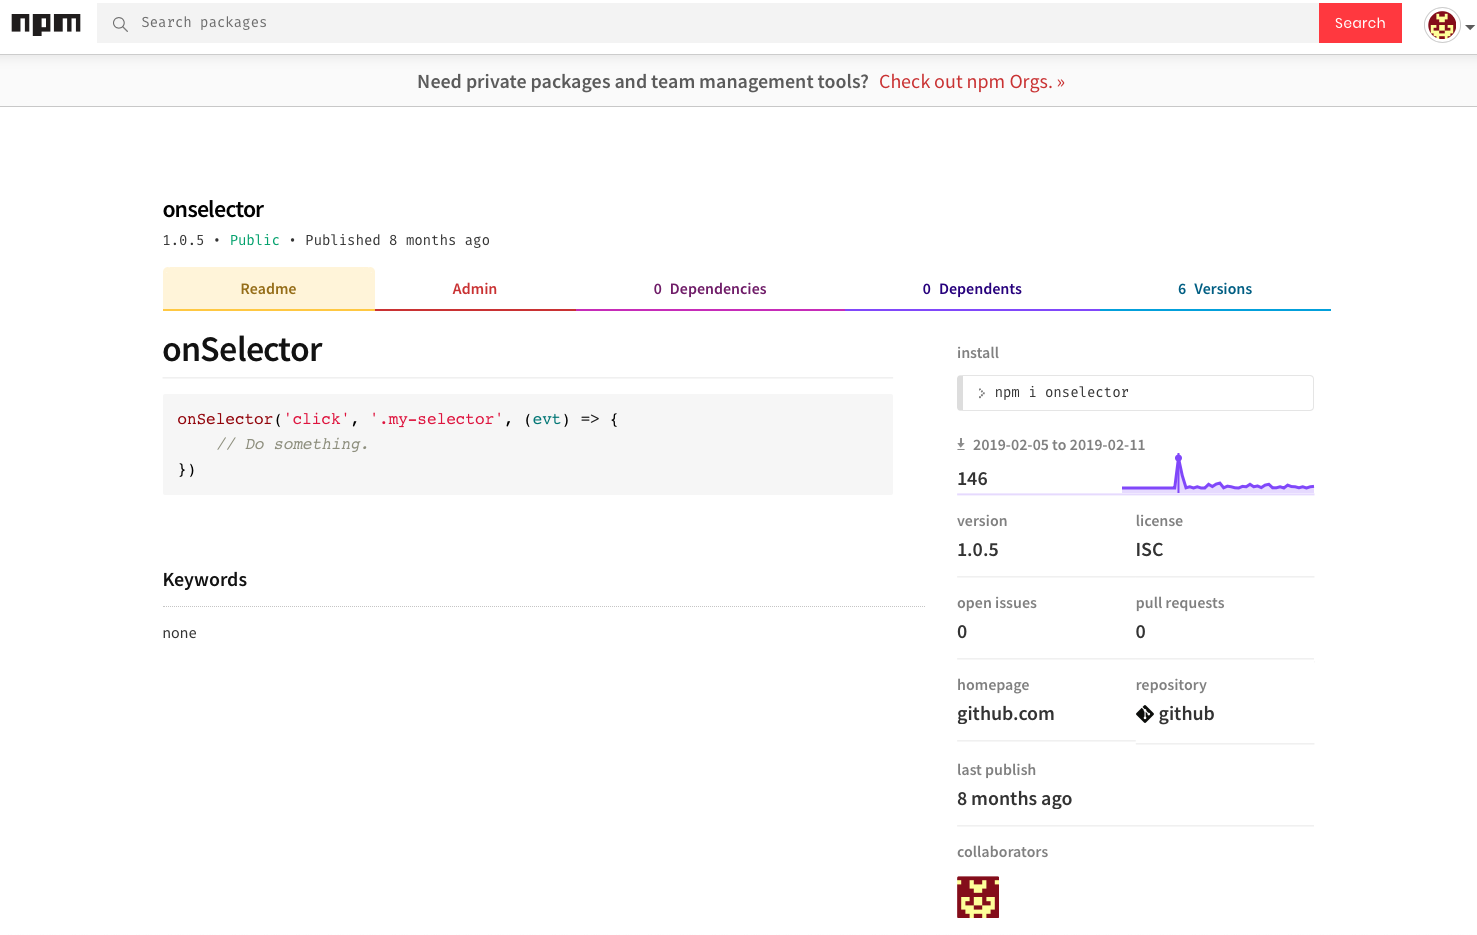 npm
Search packages
Search
Need private packages and team management tools? Check out npm Orgs. »
onselector
1.0.5 • Public • Published 8 months ago
Readme
Admin
0 Dependencies
0 Dependents
6 Versions
onSelector
onSelector('click', '.my-selector', (evt) => {
// Do something.
})
Keywords
none
install
npm i onselector
2019-02-05 to 2019-02-11
146
version
license
1.0.5
ISC
open issues
pull requests
0
0
homepage
repository
github.com
github
last publish
8 months ago
collaborators